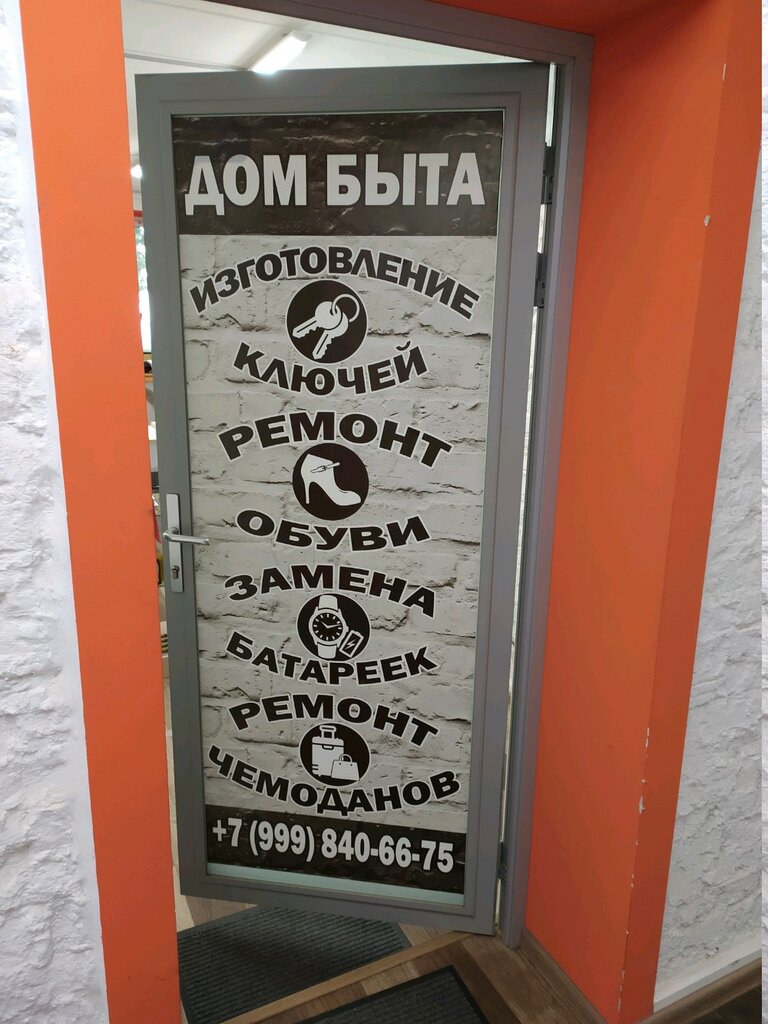 ДОМ БЫТА
ИЗГОТОВЛЕНИЕ
КЛЮЧЕЙ
РЕМОНТ
ОБУВИ
ЗАМЕНА
БАТАРЕЕК
РЕМОНТ
ЧЕМОДАНОВ
+7 (999) 840-66-75